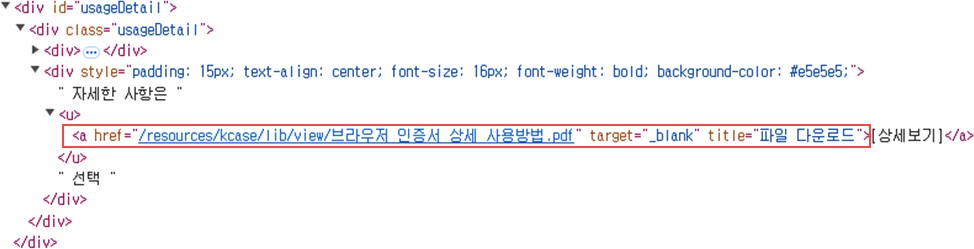 ▼<div id="usageDetail">
▼<div class="usageDetail">
▶<div>⋯</div>
▼<div style="padding: 15px; text-align: center; font-size: 16px; font-weight: bold; background-color: #e5e5e5;">
" 자세한 사항은 "
▼<u>
<a href="/resources/kcase/lib/view/브라우저 인증서 상세 사용방법.pdf" target="_blank" title="파일 다운로드">[상세보기]</a>
</u>
" 선택 "
</div>
</div>
</div>